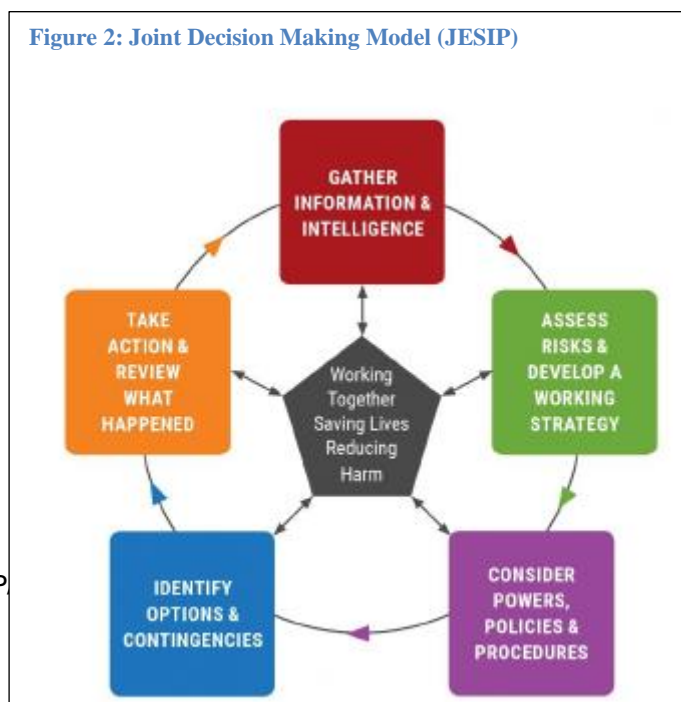 Figure 2: Joint Decision Making Model (JESIP)
GATHER
INFORMATION &
INTELLIGENCE
ASSESS
RISKS &
DEVELOP A
WORKING
STRATEGY
CONSIDER
POWERS,
POLICIES &
PROCEDURES
IDENTIFY
OPTIONS &
CONTINGENCIES
TAKE
ACTION &
REVIEW
WHAT
HAPPENED
Working
Together
Saving Lives
Reducing
Harm